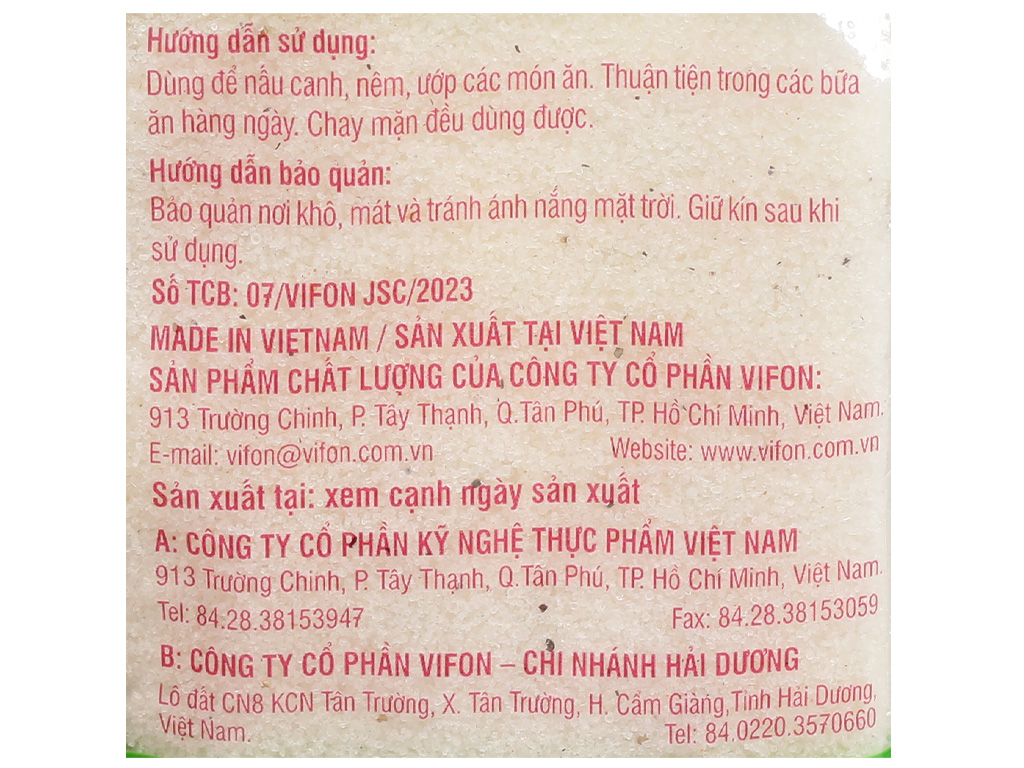 Hướng dẫn sử dụng:
Dùng để nấu canh, nêm, ướp các món ăn. Thuận tiện trong các bữa
ăn hàng ngày. Chay mặn đều dùng được.
Hướng dẫn bảo quản:
Bảo quản nơi khô, mát và tránh ánh nắng mặt trời. Giữ kín sau khi
sử dụng.
Số TCB: 07/VIFON JSC/2023
MADE IN VIETNAM / SẢN XUẤT TẠI VIỆT NAM
SẢN PHẨM CHẤT LƯỢNG CỦA CÔNG TY CỔ PHẦN VIFON:
913 Trường Chinh, P. Tây Thạnh, Q.Tân Phú, TP. Hồ Chí Minh, Việt Nam.
E-mail: vifon@vifon.com.vn Website: www.vifon.com.vn
Sản xuất tại: xem cạnh ngày sản xuất
A: CÔNG TY CỔ PHẦN KỸ NGHỆ THỰC PHẨM VIỆT NAM
913 Trường Chinh, P. Tây Thạnh, Q.Tân Phú, TP. Hồ Chí Minh, Việt Nam.
Tel: 84.28.38153947 Fax: 84.28.38153059
B: CÔNG TY CỔ PHẦN VIFON – CHI NHÁNH HẢI DƯƠNG
Lô đất CN8 KCN Tân Trường, X. Tân Trường, H. Cẩm Giàng, Tỉnh Hải Dương,
Việt Nam. Tel: 84.0220.3570660